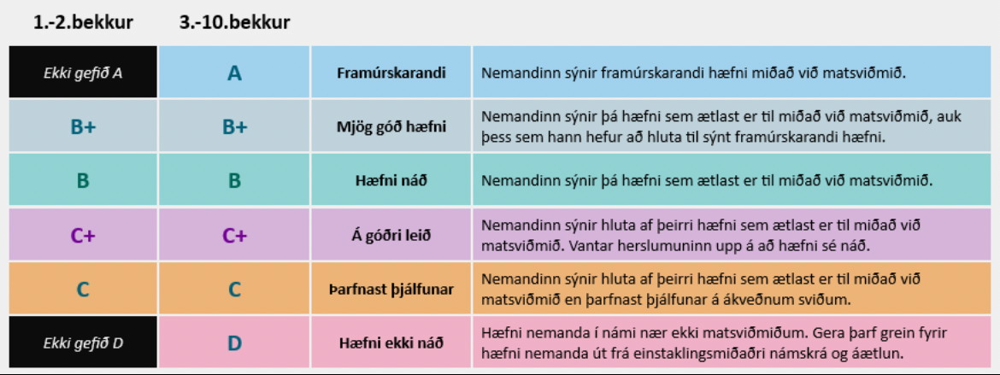 1.-2.bekkur 3.-10.bekkur
Ekki gefið A A Framúrskarandi Nemandinn sýnir framúrskarandi hæfni miðað við matsviðmið.
B+ B+ Mjög góð hæfni Nemandinn sýnir þá hæfni sem ætlast er til miðað við matsviðmið, auk
þess sem hann hefur að hluta til sýnt framúrskarandi hæfni.
B B Hæfni náð Nemandinn sýnir þá hæfni sem ætlast er til miðað við matsviðmið.
C+ C+ Á góðri leið Nemandinn sýnir hluta af þeirri hæfni sem ætlast er til miðað við
matsviðmið. Vantar herslumuninn upp á að hæfni sé náð.
C C Þarfnast þjálfunar Nemandinn sýnir hluta af þeirri hæfni sem ætlast er til miðað við
matsviðmið en þarfnast þjálfunar á ákveðnum sviðum.
Ekki gefið D D Hæfni ekki náð Hæfni nemanda í námi nær ekki matsviðmiðum. Gera þarf grein fyrir
hæfni nemanda út frá einstaklingsmiðaðri námskrá og áætlun.